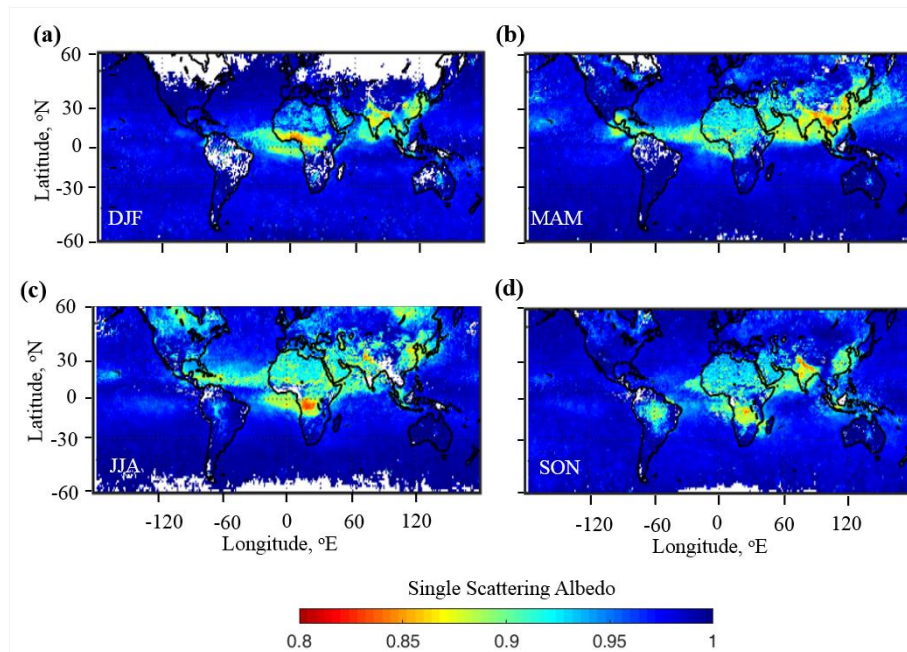 (a)
(b)
60
30
0
-30
-60
Latitude, °N
DJF
MAM
(c)
(d)
60
30
0
-30
-60
Latitude, °N
JJA
SON
-120 -60 0 60 120
-120 -60 0 60 120
Longitude, °E
Longitude, °E
Single Scattering Albedo
0.8 0.85 0.9 0.95 1